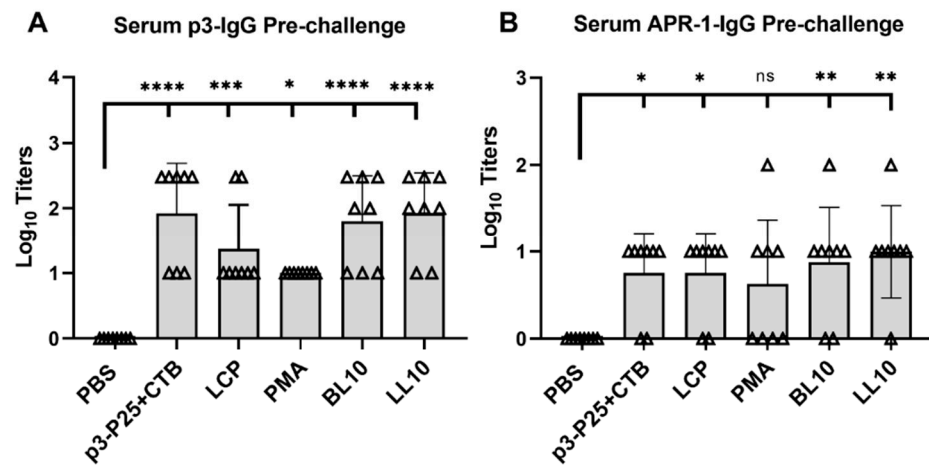 A
Serum p3-IgG Pre-challenge
**** *** * **** ****
Log10 Titers
4
3
2
1
0
PBS
p3-P25+CTB
LCP
PMA
BL10
LL10
B
Serum APR-1-IgG Pre-challenge
* * ns ** **
Log10 Titers
3
2
1
0
PBS
p3-P25+CTB
LCP
PMA
BL10
LL10